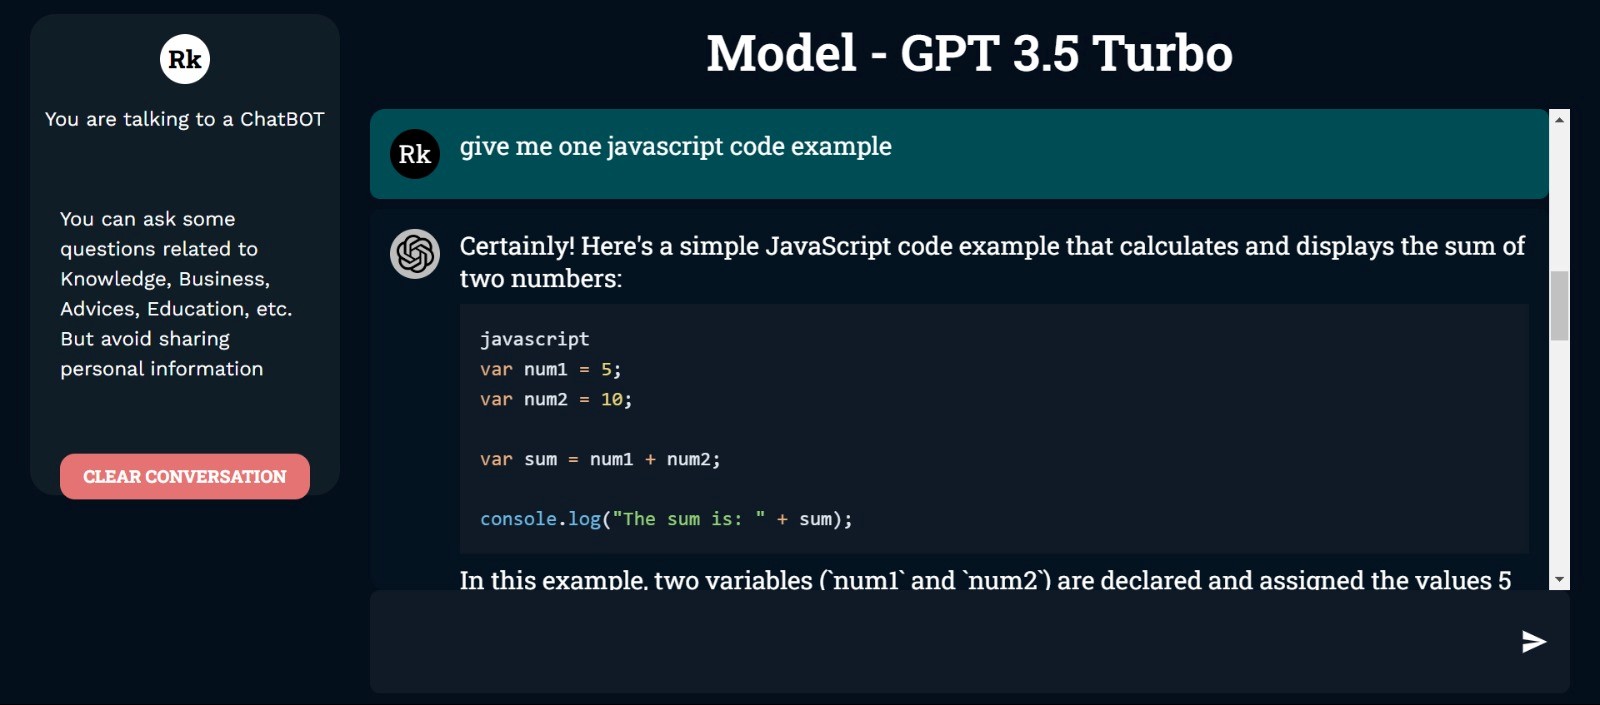 Rk
You are talking to a ChatBOT
You can ask some
questions related to
Knowledge, Business,
Advices, Education, etc.
But avoid sharing
personal information
CLEAR CONVERSATION
Model - GPT 3.5 Turbo
Rk
give me one javascript code example
Certainly! Here's a simple JavaScript code example that calculates and displays the sum of
two numbers:
javascript
var num1 = 5;
var num2 = 10;
var sum = num1 + num2;
console.log("The sum is: " + sum);
In this example, two variables (`num1` and `num2`) are declared and assigned the values 5